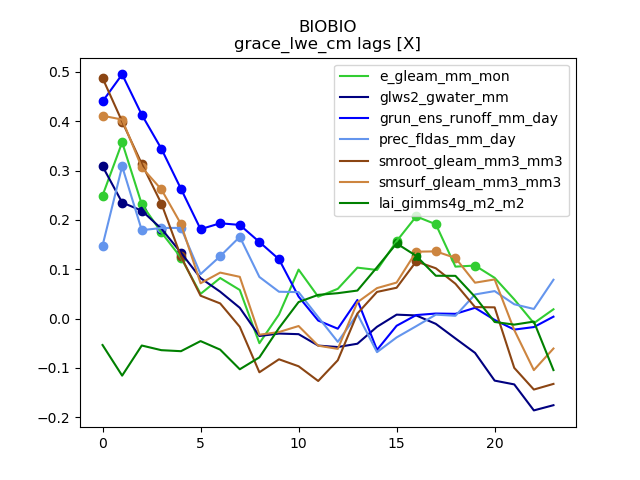 BIOBIO
grace_lwe_cm lags [X]
e_gleam_mm_mon
glws2_gwater_mm
grun_ens_runoff_mm_day
prec_fldas_mm_day
smroot_gleam_mm3_mm3
smsurf_gleam_mm3_mm3
lai_gimms4g_m2_m2
0.5
0.4
0.3
0.2
0.1
0.0
−0.1
−0.2
0 5 10 15 20